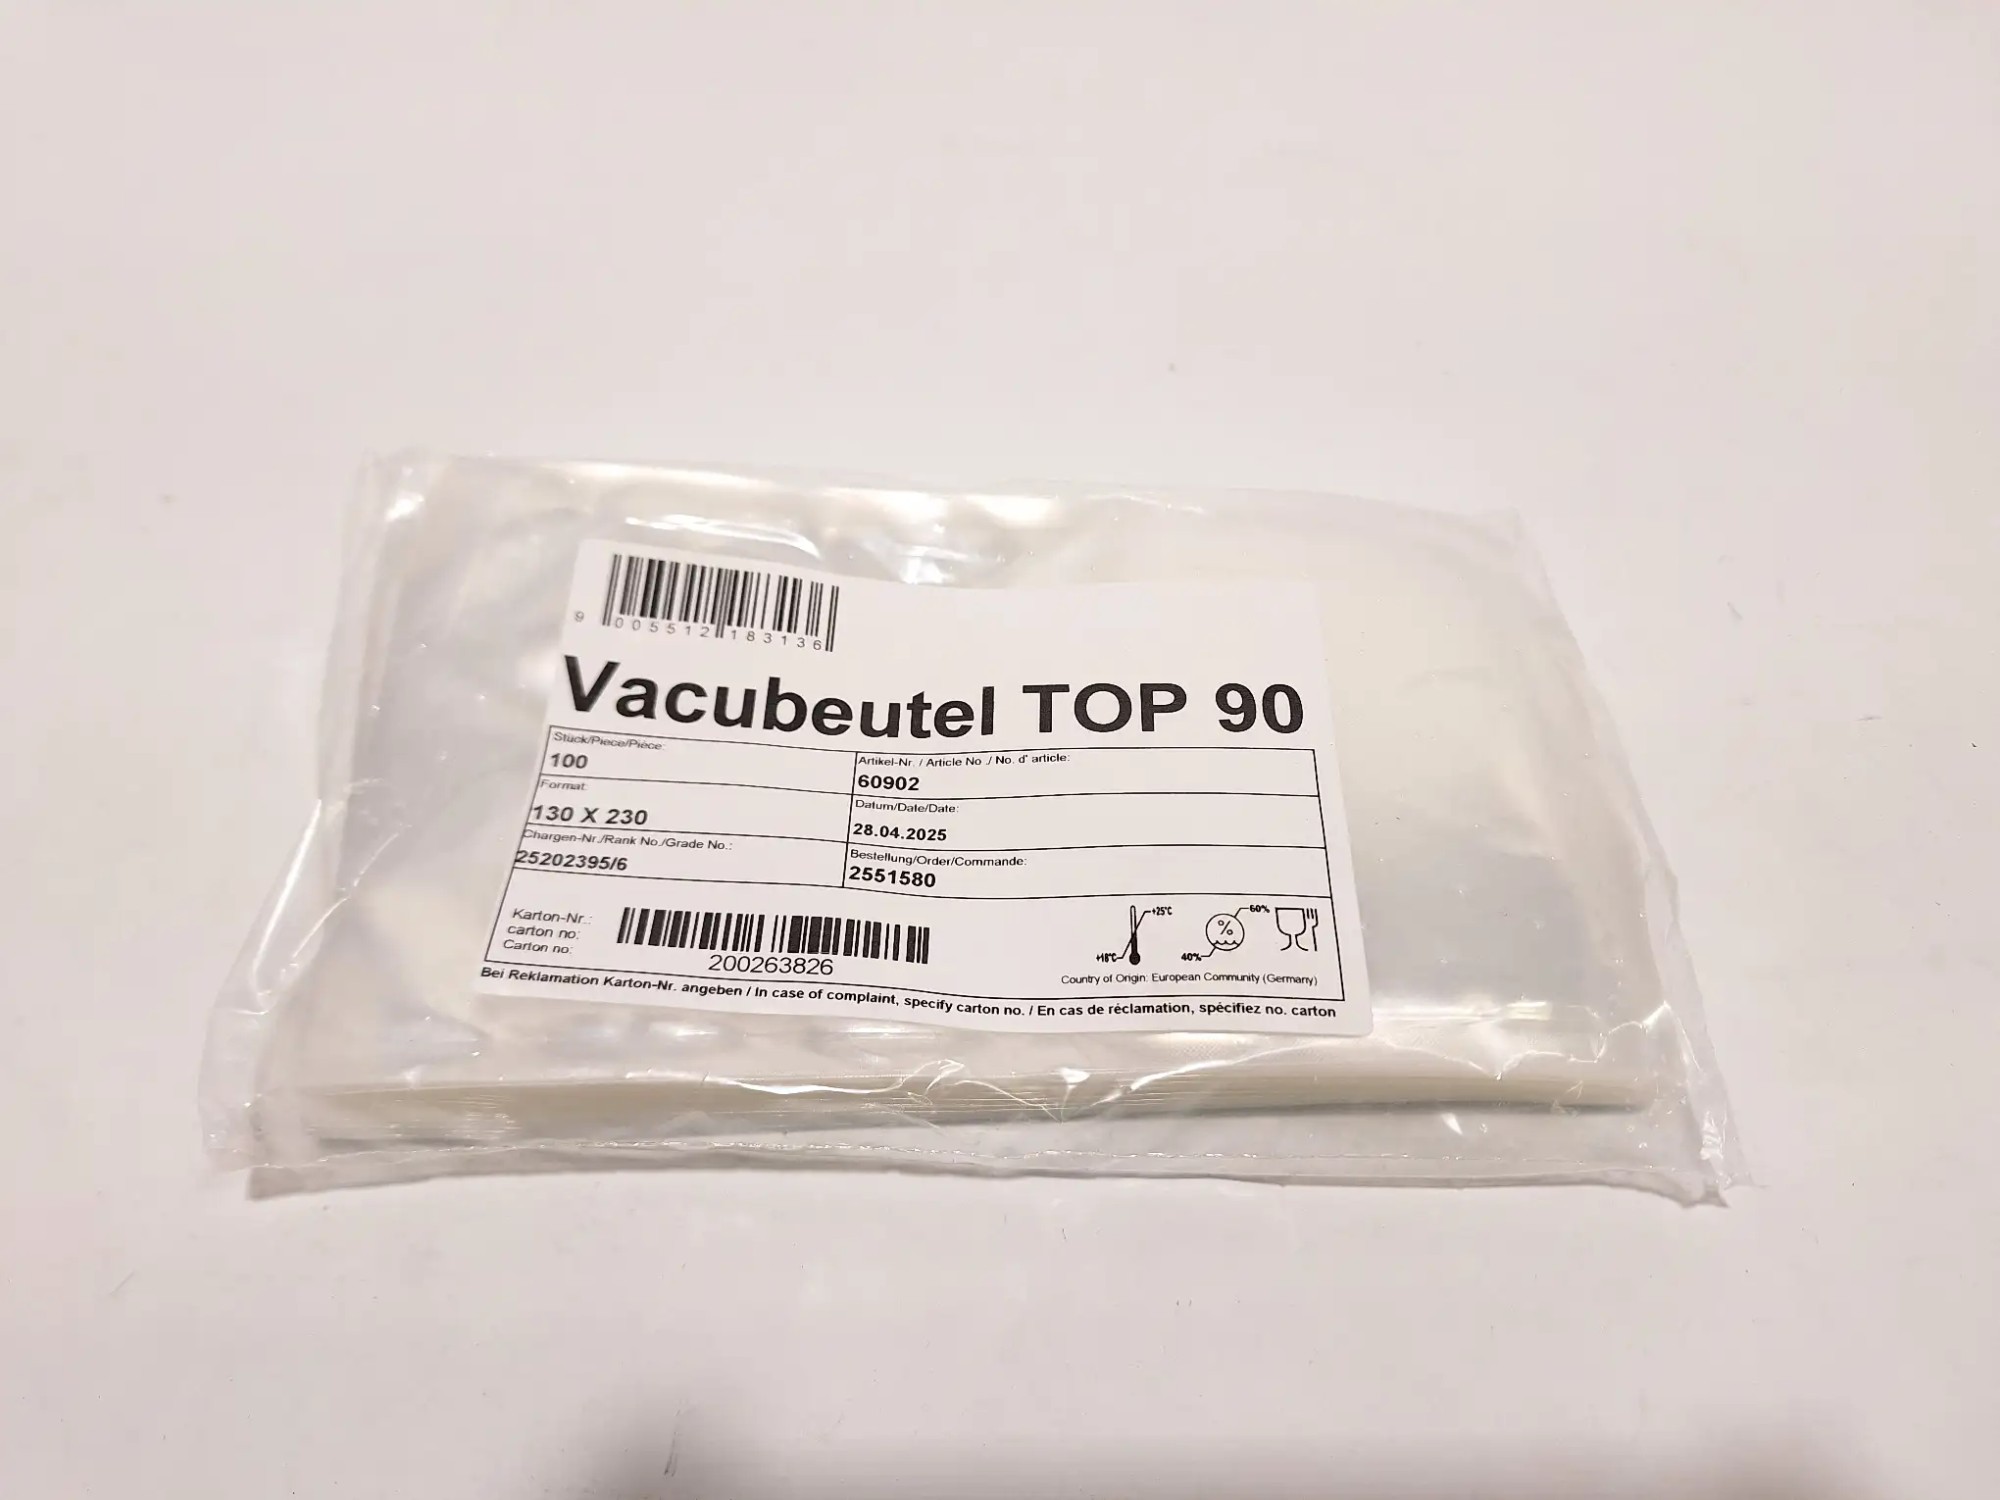 9 005512 183136
Vacubeutel TOP 90
Stück/Piece/Pièce:
100
Artikel-Nr. / Article No / No. d' article:
60902
Format:
130 X 230
Datum/Date/Date:
28.04.2025
Chargen-Nr./Rank No./Grade No.:
25202395/6
Bestellung/Order/Commande:
2551580
Karton-Nr.:
carton no:
Carton no:
200263826
+25°C
+18°C
%
60%
40%
Country of Origin: European Community (Germany)
Bei Reklamation Karton-Nr. angeben / In case of complaint, specify carton no. / En cas de réclamation, spécifiez no. carton